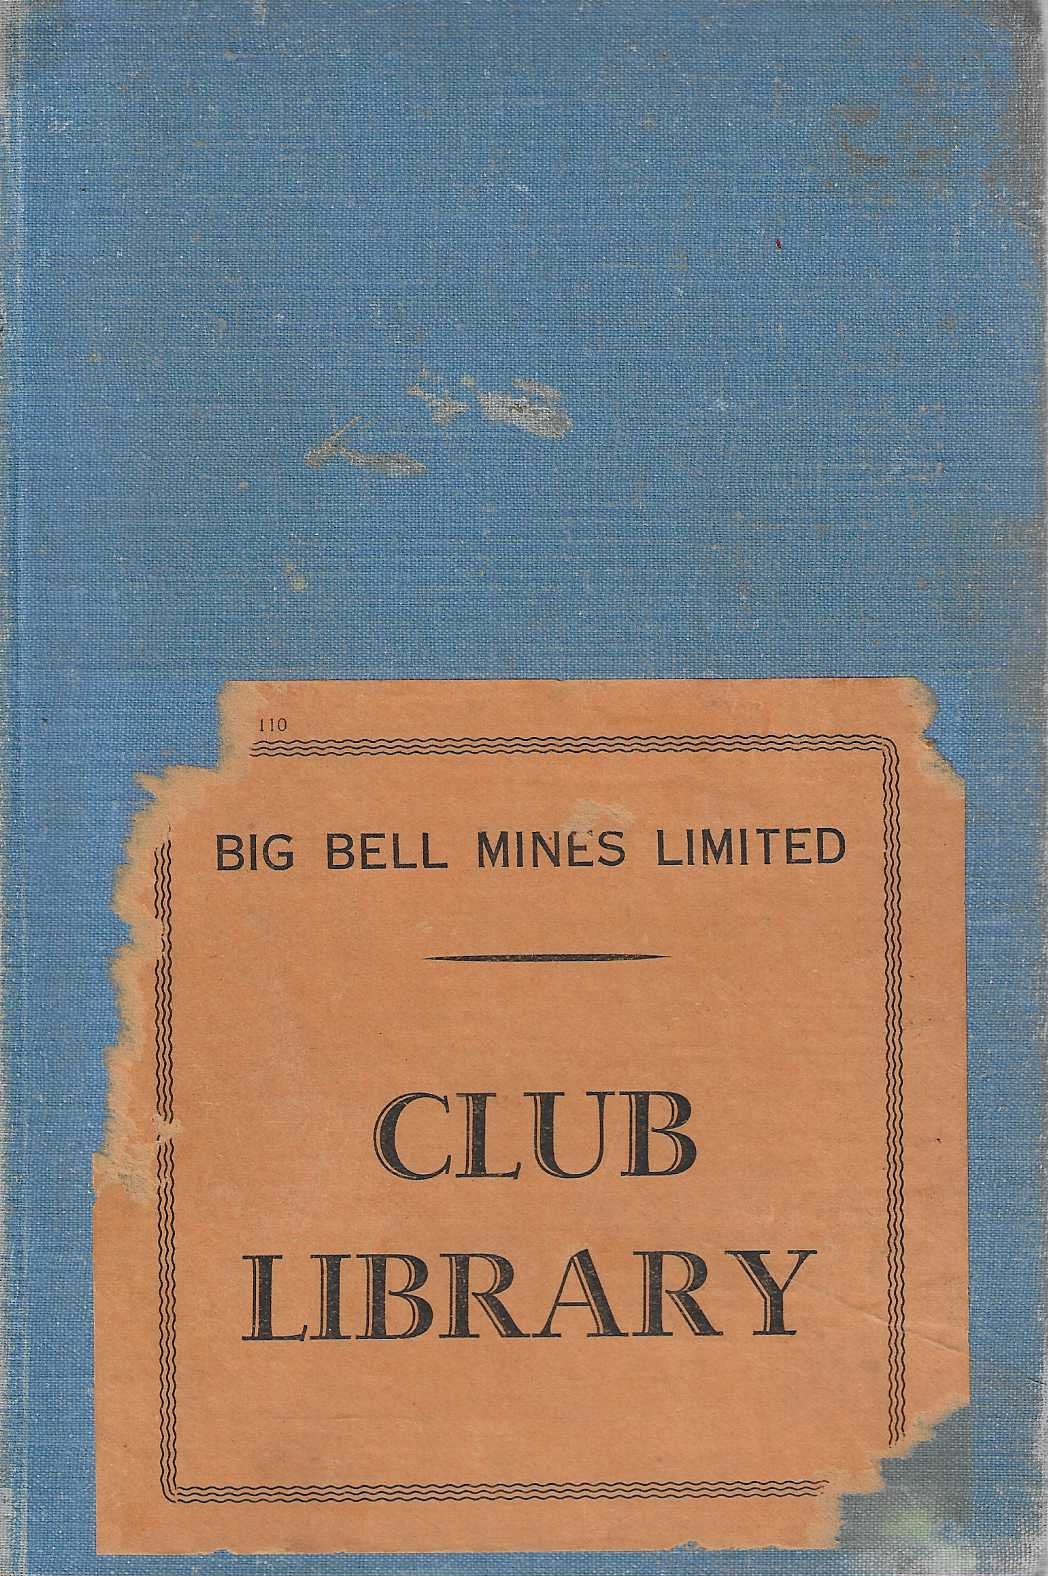 110
BIG BELL MINES LIMITED
CLUB
LIBRARY